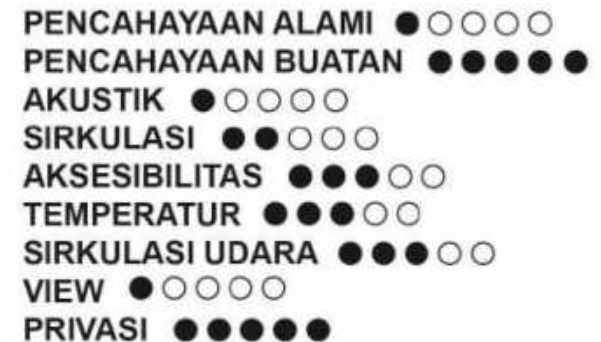 PENCAHAYAAN ALAMI ●○○○○
PENCAHAYAAN BUATAN ●●●●●
AKUSTIK ●○○○○
SIRKULASI ●●○○○
AKSESIBILITAS ●●●○○
TEMPERATUR ●●●○○
SIRKULASI UDARA ●●●○○
VIEW ●○○○○
PRIVASI ●●●●●